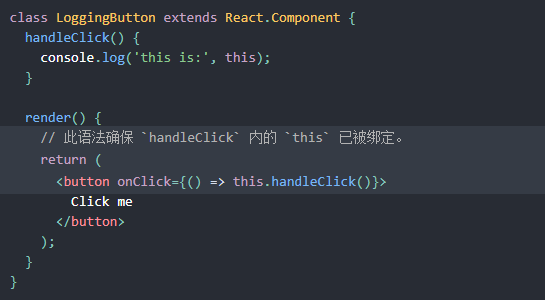 class LoggingButton extends React.Component {
  handleClick() {
    console.log('this is:', this);
  }

  render() {
    // 此语法确保 `handleClick` 内的 `this` 已被绑定。
    return (
      <button onClick={() => this.handleClick()}>
        Click me
      </button>
    );
  }
}